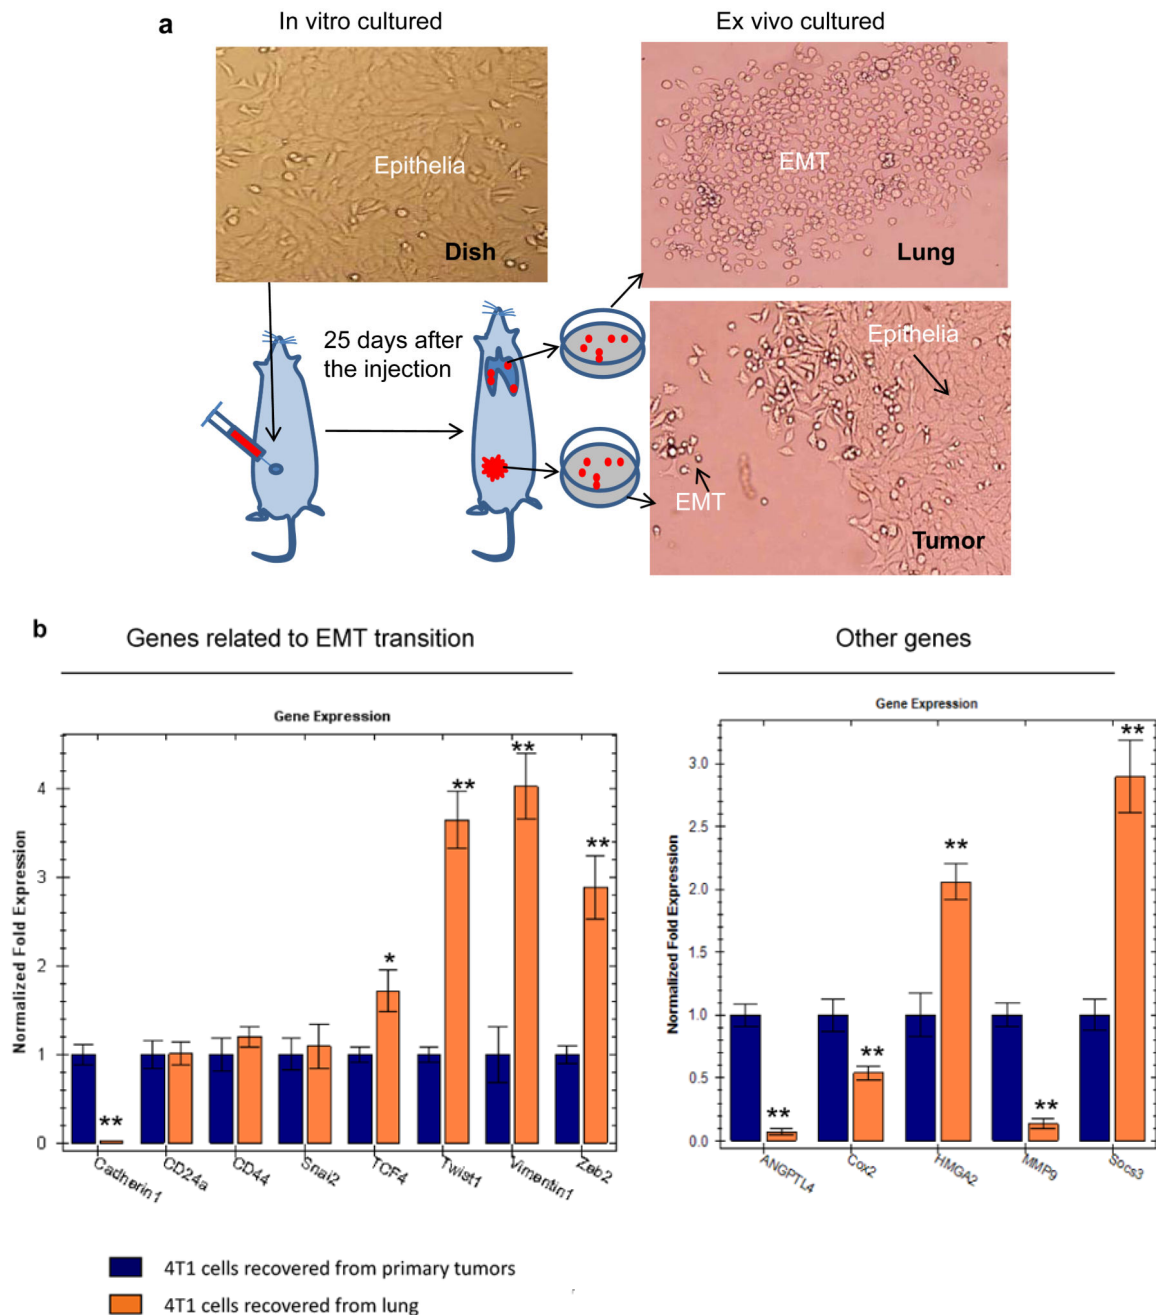 a
In vitro cultured
Ex vivo cultured
Epithelia
Dish
EMT
Lung
25 days after
the injection
Epithelia
EMT
Tumor
b
Genes related to EMT transition
Other genes
Gene Expression
Normalized Fold Expression
4
3
2
1
0
**
*
**
**
**
Cadherin1
CD24a
CD44
Snai2
TCF4
Twist1
Vimentin1
Zeb2
Gene Expression
Normalized Fold Expression
3.0
2.5
2.0
1.5
1.0
0.5
0.0
**
**
**
**
**
ANGPTL4
Cox2
HMGA2
MMP9
Socs3
4T1 cells recovered from primary tumors
4T1 cells recovered from lung